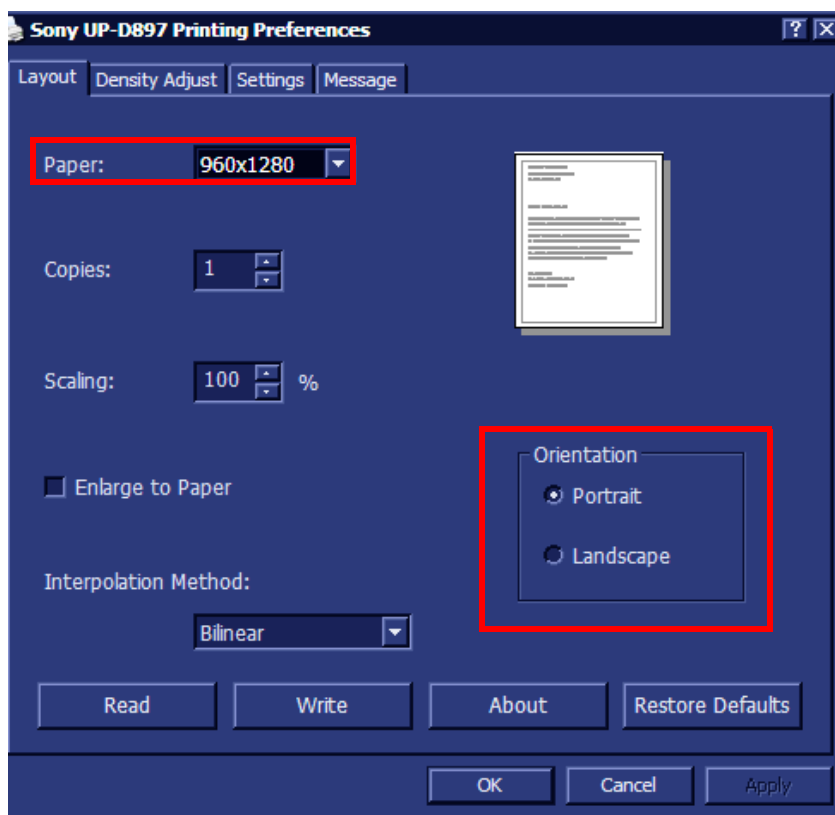 Sony UP-D897 Printing Preferences
Layout Density Adjust Settings Message
Paper: 960x1280
Copies: 1
Scaling: 100 %
Enlarge to Paper
Orientation
Portrait
Landscape
Interpolation Method:
Bilinear
Read Write About Restore Defaults
OK Cancel Apply